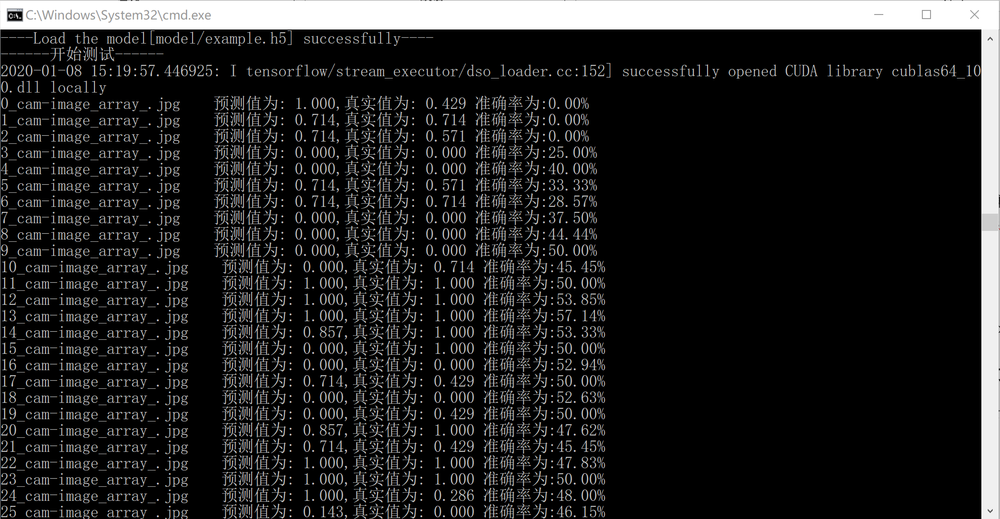 C:\Windows\System32\cmd.exe
----Load the model[model/example.h5] successfully----
------开始测试------
2020-01-08 15:19:57.446925: I tensorflow/stream_executor/dso_loader.cc:152] successfully opened CUDA library cublas64_10
0.dll locally
0_cam-image_array_.jpg    预测值为: 1.000,真实值为: 0.429 准确率为:0.00%
1_cam-image_array_.jpg    预测值为: 0.714,真实值为: 0.714 准确率为:0.00%
2_cam-image_array_.jpg    预测值为: 0.714,真实值为: 0.571 准确率为:0.00%
3_cam-image_array_.jpg    预测值为: 0.000,真实值为: 0.000 准确率为:25.00%
4_cam-image_array_.jpg    预测值为: 0.000,真实值为: 0.000 准确率为:40.00%
5_cam-image_array_.jpg    预测值为: 0.714,真实值为: 0.571 准确率为:33.33%
6_cam-image_array_.jpg    预测值为: 0.714,真实值为: 0.714 准确率为:28.57%
7_cam-image_array_.jpg    预测值为: 0.000,真实值为: 0.000 准确率为:37.50%
8_cam-image_array_.jpg    预测值为: 0.000,真实值为: 0.000 准确率为:44.44%
9_cam-image_array_.jpg    预测值为: 0.000,真实值为: 0.000 准确率为:50.00%
10_cam-image_array_.jpg    预测值为: 0.000,真实值为: 0.714 准确率为:45.45%
11_cam-image_array_.jpg    预测值为: 1.000,真实值为: 1.000 准确率为:50.00%
12_cam-image_array_.jpg    预测值为: 1.000,真实值为: 1.000 准确率为:53.85%
13_cam-image_array_.jpg    预测值为: 1.000,真实值为: 1.000 准确率为:57.14%
14_cam-image_array_.jpg    预测值为: 0.857,真实值为: 1.000 准确率为:53.33%
15_cam-image_array_.jpg    预测值为: 0.000,真实值为: 1.000 准确率为:50.00%
16_cam-image_array_.jpg    预测值为: 0.000,真实值为: 0.000 准确率为:52.94%
17_cam-image_array_.jpg    预测值为: 0.714,真实值为: 0.429 准确率为:50.00%
18_cam-image_array_.jpg    预测值为: 0.000,真实值为: 0.000 准确率为:52.63%
19_cam-image_array_.jpg    预测值为: 0.000,真实值为: 0.429 准确率为:50.00%
20_cam-image_array_.jpg    预测值为: 0.857,真实值为: 1.000 准确率为:47.62%
21_cam-image_array_.jpg    预测值为: 0.714,真实值为: 0.429 准确率为:45.45%
22_cam-image_array_.jpg    预测值为: 1.000,真实值为: 1.000 准确率为:47.83%
23_cam-image_array_.jpg    预测值为: 1.000,真实值为: 1.000 准确率为:50.00%
24_cam-image_array_.jpg    预测值为: 1.000,真实值为: 0.286 准确率为:48.00%
25_cam-image_array_.jpg    预测值为: 0.143,真实值为: 0.000 准确率为:46.15%